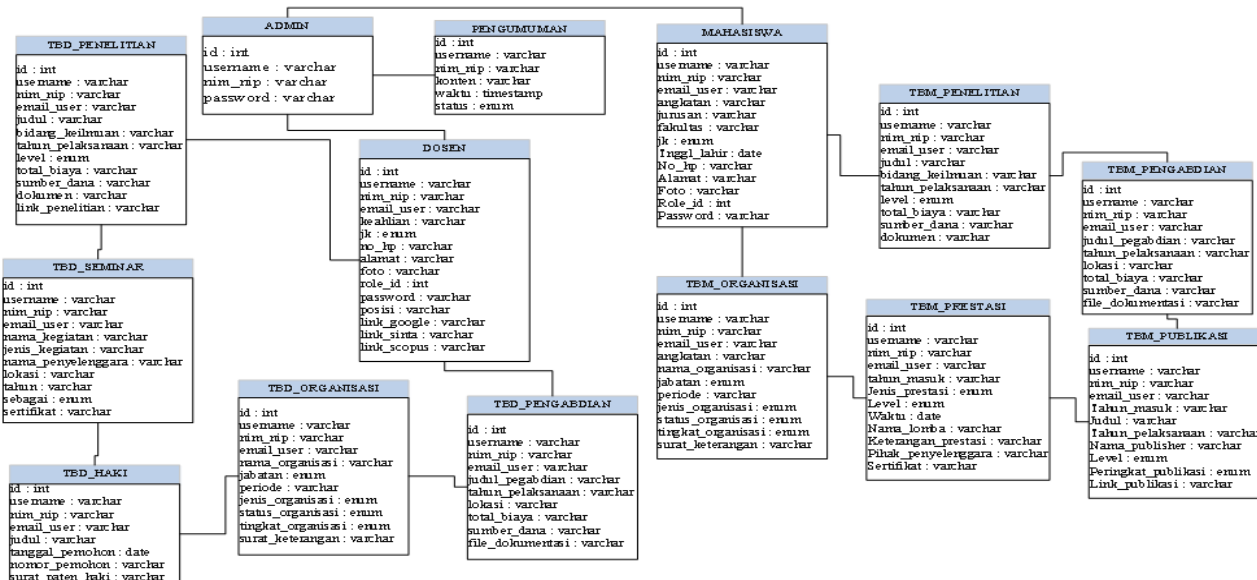 TBD_PENELITIAN
id : int
username : varchar
nim_nip : varchar
email_user : varchar
judul : varchar
bidang_keilmuan : varchar
tahun_pelaksanaan : varchar
level : enum
total_biaya : varchar
sumber_dana : varchar
dokumen : varchar
link_penelitian : varchar
ADMIN
id : int
username : varchar
nim_nip : varchar
password : varchar
PENGUMUMAN
id : int
username : varchar
nim_nip : varchar
konten : varchar
waktu : timestamp
status : enum
MAHASISWA
id : int
username : varchar
nim_nip : varchar
email_user : varchar
angkatan : varchar
jurusan : varchar
fakultas : varchar
jk : enum
Tnggl_lahir : date
No_hp : varchar
Alamat : varchar
Foto : varchar
Role_id : int
Password : varchar
TBM_PENELITIAN
id : int
username : varchar
nim_nip : varchar
email_user : varchar
judul : varchar
bidang_keilmuan : varchar
tahun_pelaksanaan : varchar
level : enum
total_biaya : varchar
sumber_dana : varchar
dokumen : varchar
TBM_PENGABDIAN
id : int
username : varchar
nim_nip : varchar
email_user : varchar
judul_pegabdian : varchar
tahun_pelaksanaan : varchar
lokasi : varchar
total_biaya : varchar
sumber_dana : varchar
file_dokumentasi : varchar
DOSEN
id : int
username : varchar
nim_nip : varchar
email_user : varchar
keahlian : varchar
jk : enum
no_hp : varchar
alamat : varchar
foto : varchar
role_id : int
password : varchar
posisi : varchar
link_google : varchar
link_sinta : varchar
link_scopus : varchar
TBD_SEMINAR
id : int
username : varchar
nim_nip : varchar
email_user : varchar
nama_kegiatan : varchar
jenis_kegiatan : varchar
nama_penyelenggara : varchar
lokasi : varchar
tahun : varchar
sebagai : enum
sertifikat : varchar
TBM_ORGANISASI
id : int
username : varchar
nim_nip : varchar
email_user : varchar
angkatan : varchar
nama_organisasi : varchar
jabatan : enum
periode : varchar
jenis_organisasi : enum
status_organisasi : enum
tingkat_organisasi : enum
surat_keterangan : varchar
TBM_PRESTASI
id : int
username : varchar
nim_nip : varchar
email_user : varchar
tahun_masuk : varchar
Jenis_prestasi : enum
Level : enum
Waktu : date
Nama_lomba : varchar
Keterangan_prestasi : varchar
Pihak_penyelenggara : varchar
Sertifikat : varchar
TBM_PUBLIKASI
id : int
username : varchar
nim_nip : varchar
email_user : varchar
Tahun_masuk : varchar
Judul : varchar
Tahun_pelaksanaan : varchar
Nama_publisher : varchar
Level : enum
Peringkat_publikasi : enum
Link_publikasi : varchar
TBD_ORGANISASI
id : int
username : varchar
nim_nip : varchar
email_user : varchar
nama_organisasi : varchar
jabatan : enum
periode : varchar
jenis_organisasi : enum
status_organisasi : enum
tingkat_organisasi : enum
surat_keterangan : varchar
TBD_PENGABDIAN
id : int
username : varchar
nim_nip : varchar
email_user : varchar
judul_pegabdian : varchar
tahun_pelaksanaan : varchar
lokasi : varchar
total_biaya : varchar
sumber_dana : varchar
file_dokumentasi : varchar
TBD_HAKI
id : int
username : varchar
nim_nip : varchar
email_user : varchar
judul : varchar
tanggal_pemohon : date
nomor_pemohon : varchar
surat_paten_haki : varchar